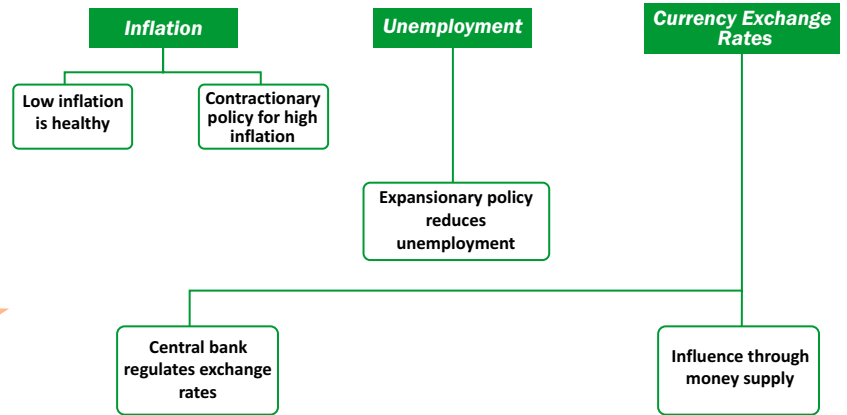 Inflation
Unemployment
Currency Exchange
Rates
Low inflation
is healthy
Contractionary
policy for high
inflation
Expansionary policy
reduces
unemployment
Central bank
regulates exchange
rates
Influence through
money supply